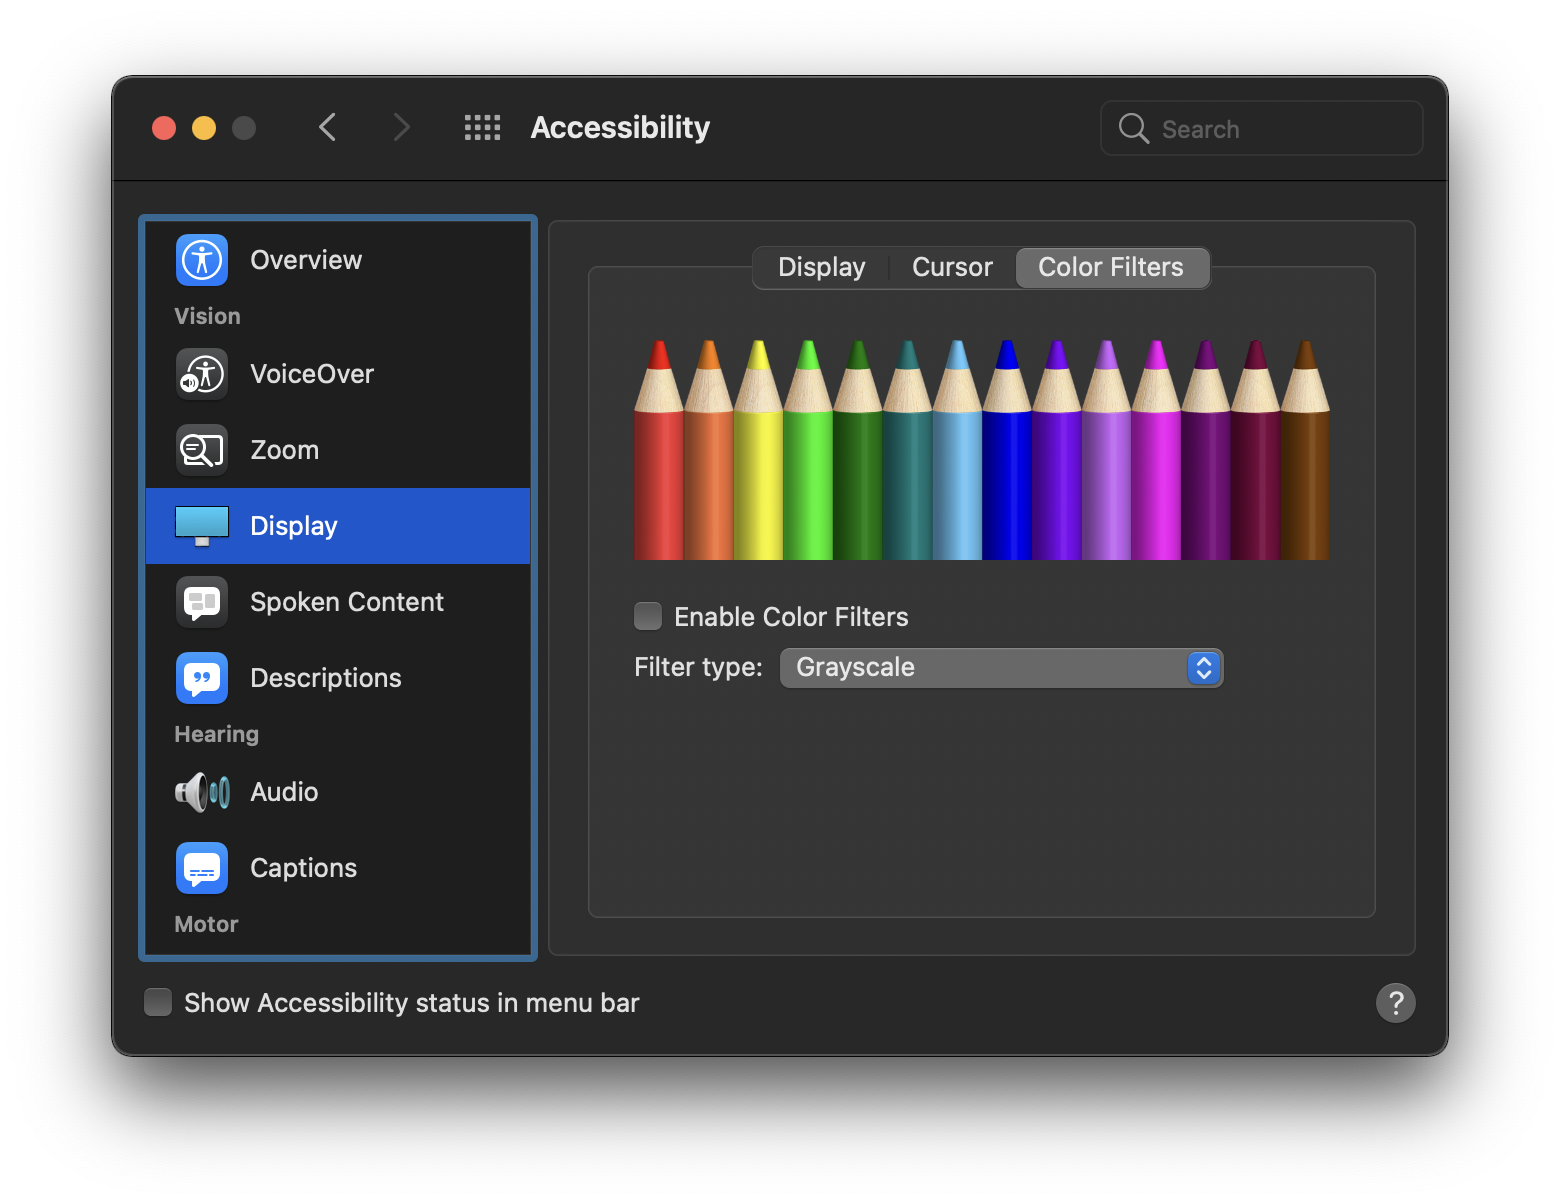 Accessibility
Search
Overview
Vision
VoiceOver
Zoom
Display
Spoken Content
Descriptions
Hearing
Audio
Captions
Motor
Display
Cursor
Color Filters
Enable Color Filters
Filter type:
Grayscale
Show Accessibility status in menu bar
?